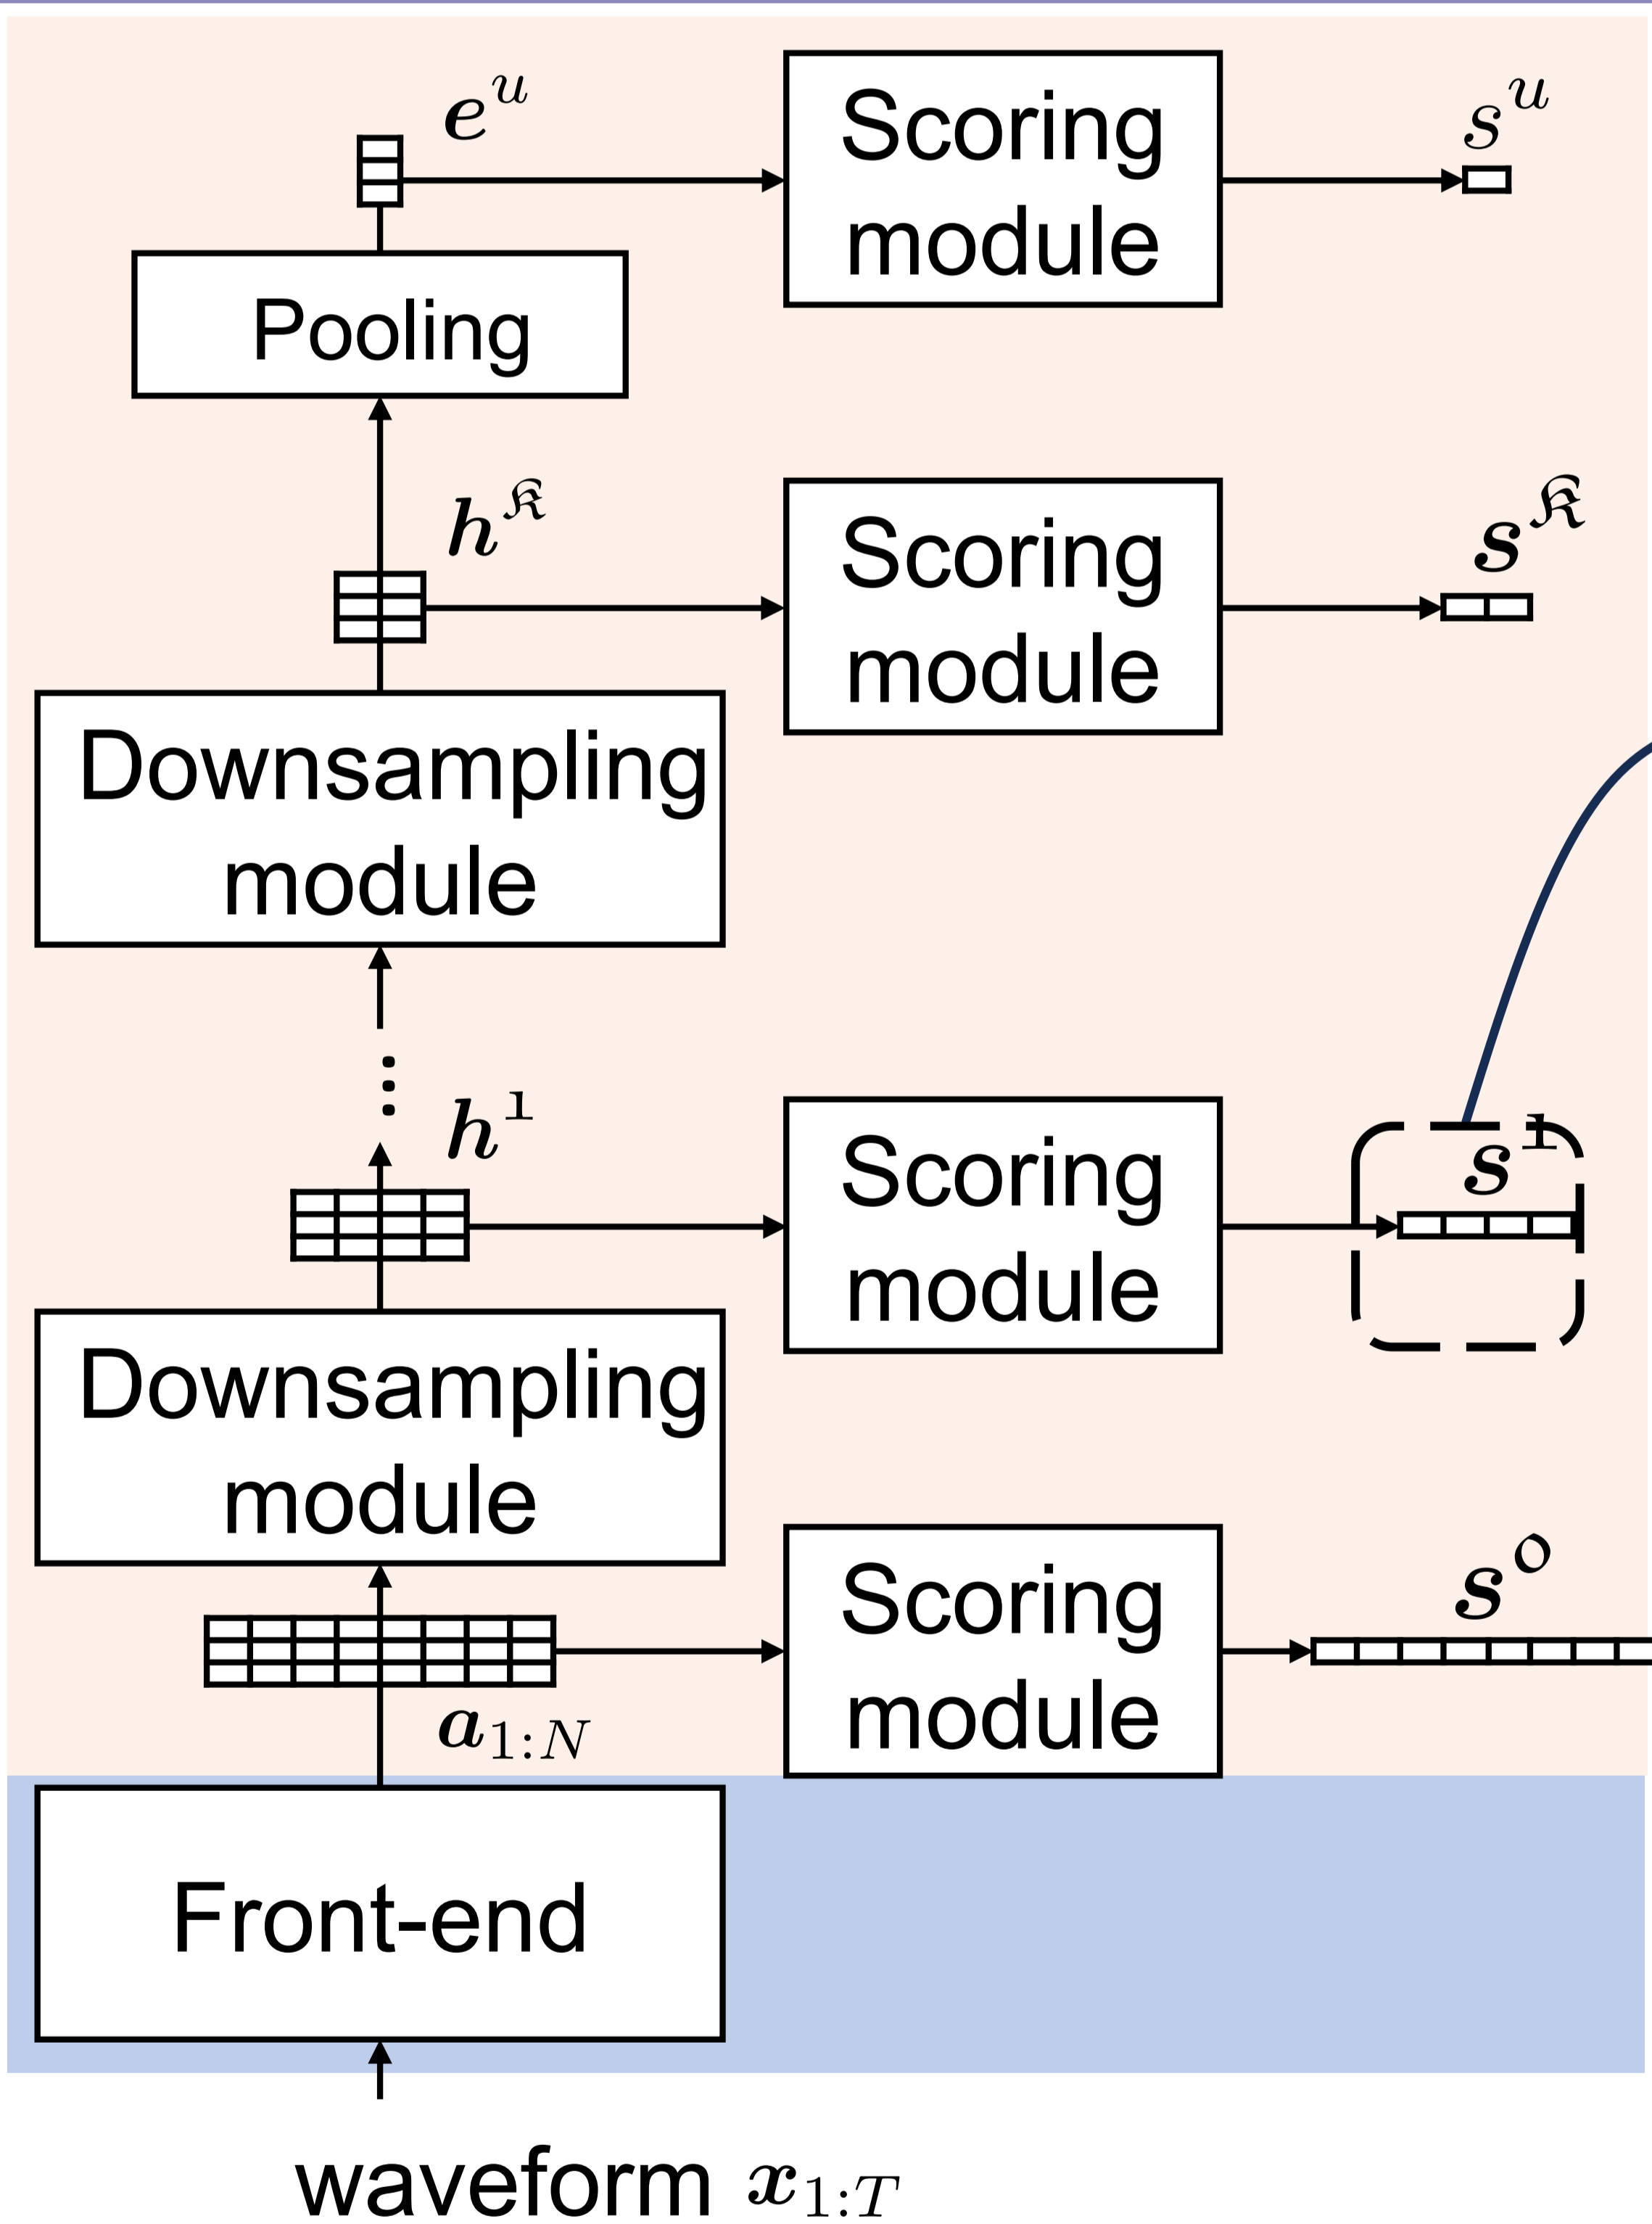 e^u
Scoring
module
s^u
Pooling
h^𝔎
Scoring
module
s^𝔎
Downsampling
module
⋮
h^1
Scoring
module
s^1
Downsampling
module
Scoring
module
s^0
a_{1:N}
Front-end
waveform x_{1:T}